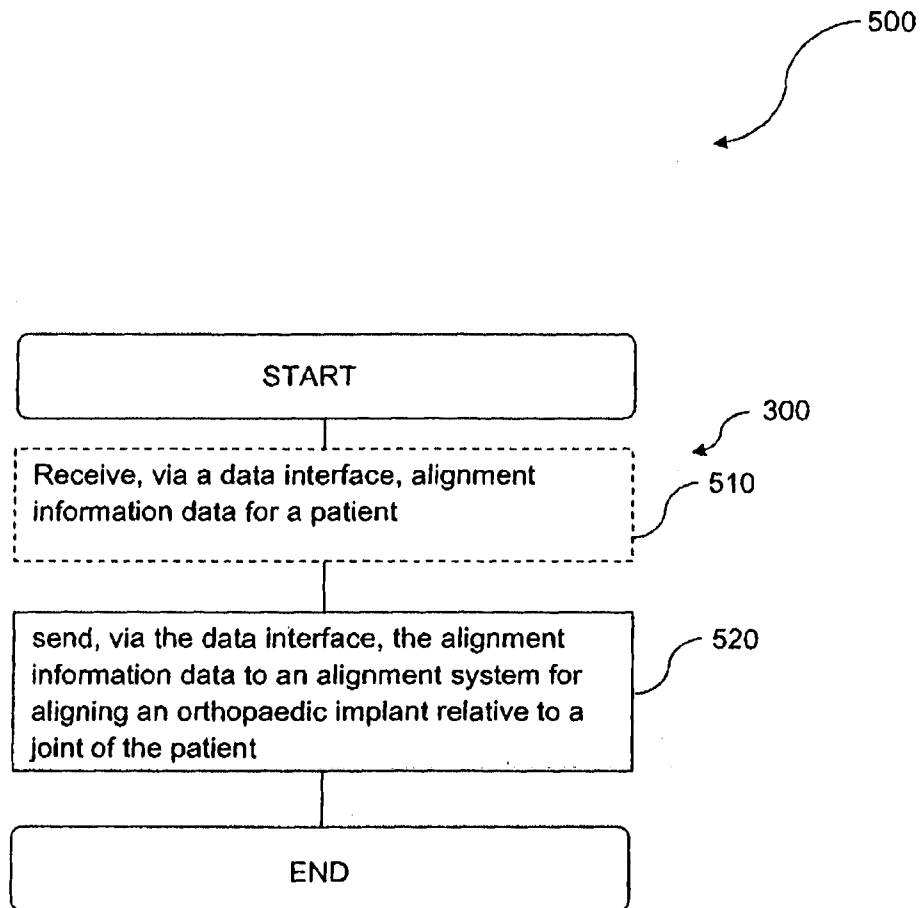 500
START
300
Receive, via a data interface, alignment
information data for a patient
510
send, via the data interface, the alignment
information data to an alignment system for
aligning an orthopaedic implant relative to a
joint of the patient
520
END